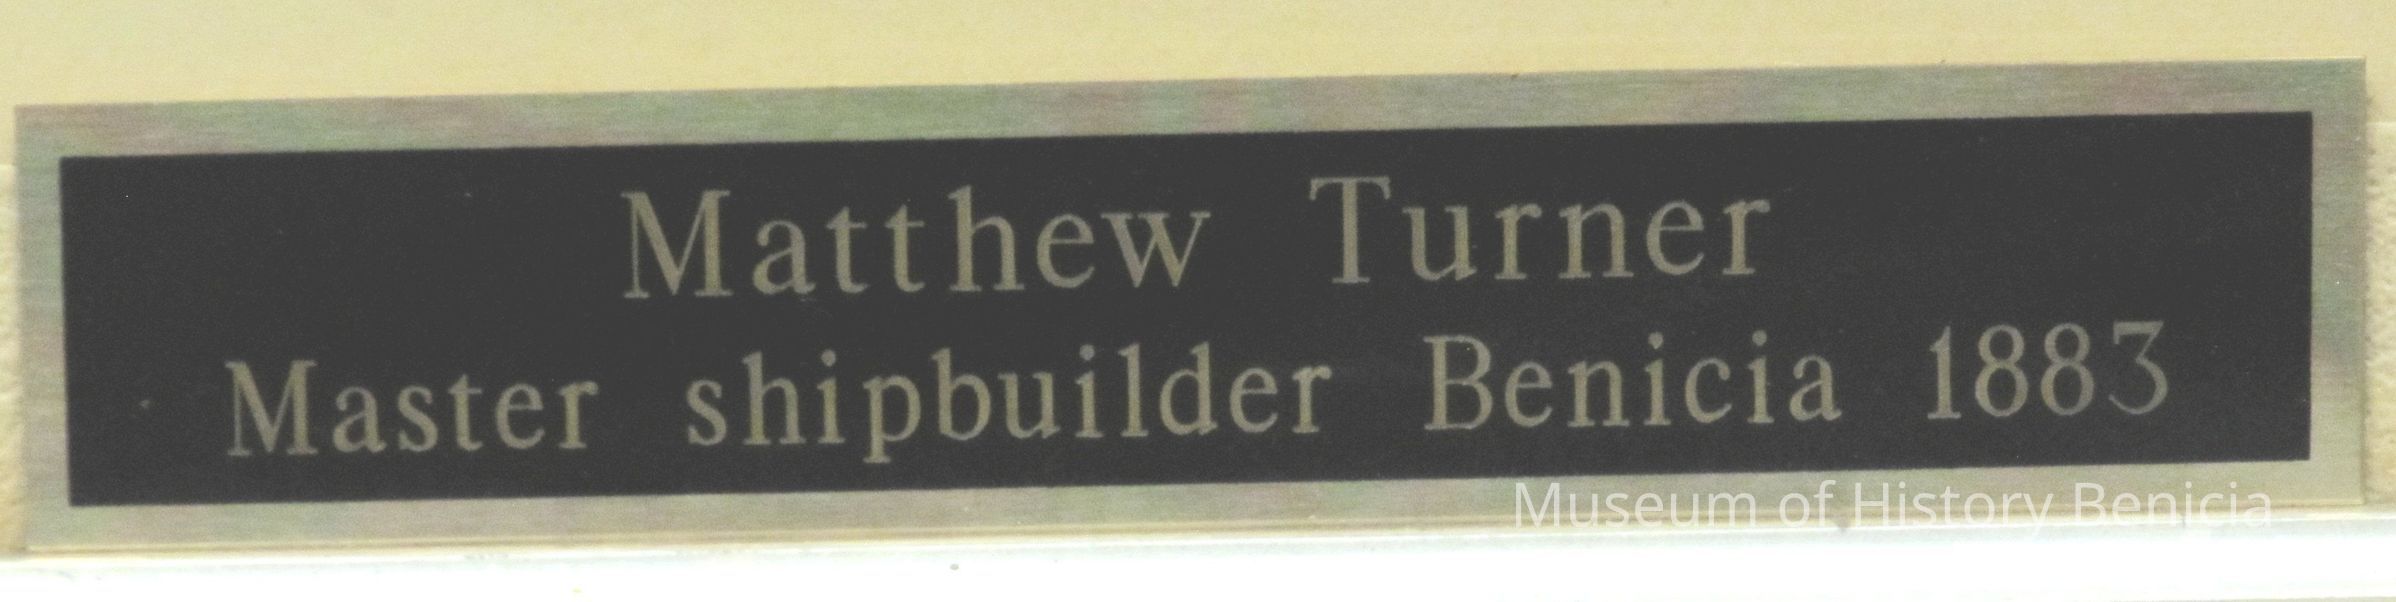 Matthew Turner
Master shipbuilder Benicia 1883
Museum of History Benicia